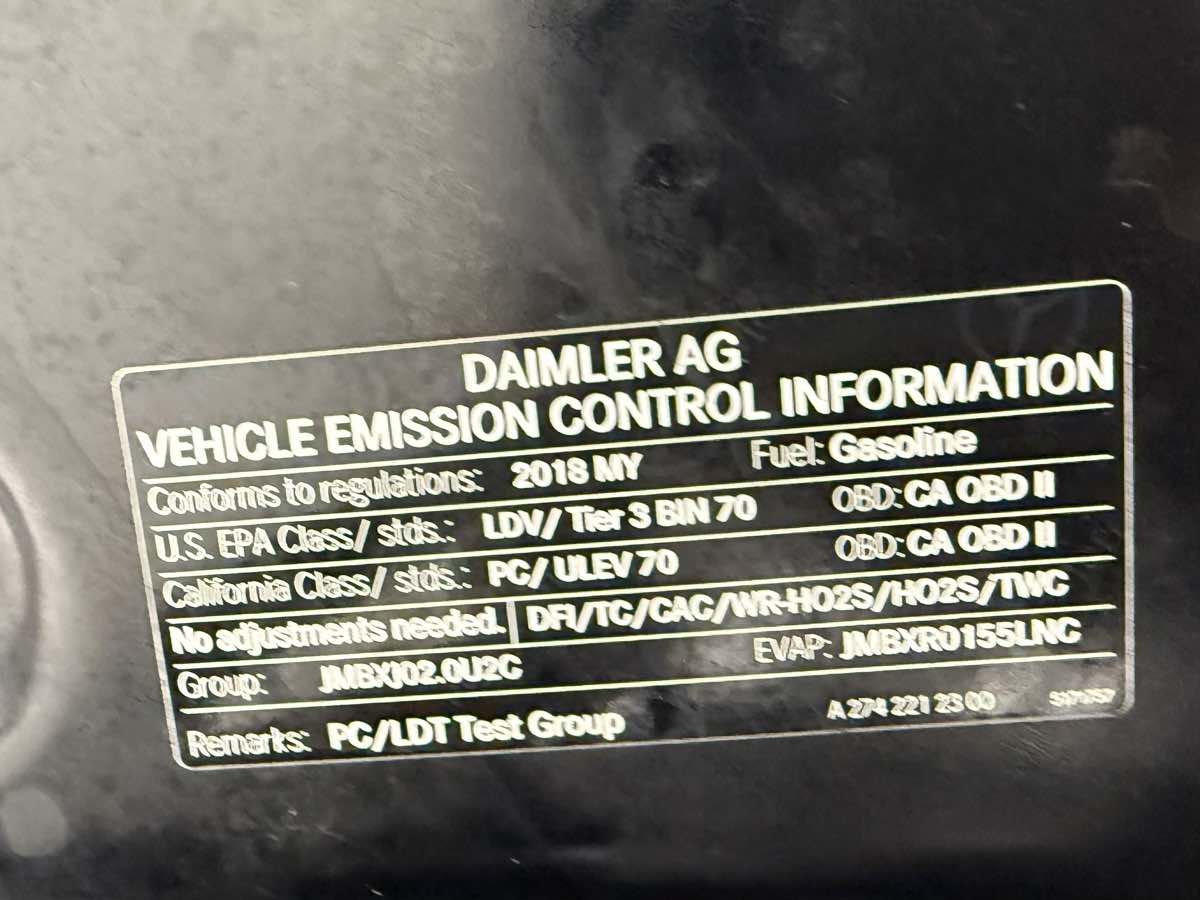 DAIMLER AG
VEHICLE EMISSION CONTROL INFORMATION
Conforms to regulations: 2018 MY Fuel: Gasoline
U.S. EPA Class/ stds.: LDV/ Tier 3 BIN 70 OBD: CA OBD II
California Class/ stds.: PC/ ULEV 70 OBD: CA OBD II
No adjustments needed. DFI/TC/CAC/WR-HO2S/HO2S/TWC
Group: JMBXJ02.0U2C EVAP: JMBXR0155LNC
Remarks: PC/LDT Test Group A 274 221 23 00